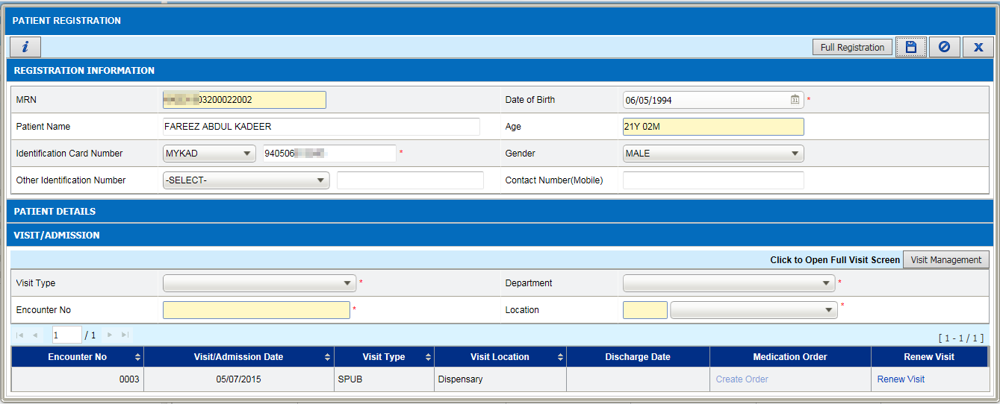 PATIENT REGISTRATION
i Full Registration X
REGISTRATION INFORMATION
MRN 03200022002 Date of Birth 06/05/1994 31 *
Patient Name FAREEZ ABDUL KADEER Age 21Y 02M
Identification Card Number MYKAD 940506 * Gender MALE
Other Identification Number -SELECT- Contact Number(Mobile)
PATIENT DETAILS
VISIT/ADMISSION
Click to Open Full Visit Screen Visit Management
Visit Type * Department *
Encounter No * Location *
1 / 1 [ 1 - 1 / 1 ]
Encounter No Visit/Admission Date Visit Type Visit Location Discharge Date Medication Order Renew Visit
0003 05/07/2015 SPUB Dispensary Create Order Renew Visit